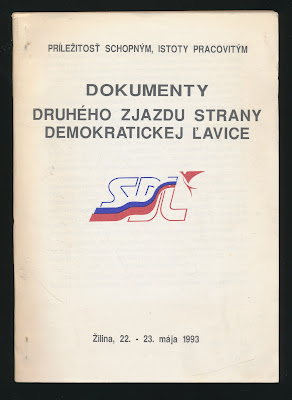 PRÍLEŽITOSŤ SCHOPNÝM, ISTOTY PRACOVITÝM
DOKUMENTY
DRUHÉHO ZJAZDU STRANY
DEMOKRATICKEJ ĽAVICE
SDĽ
Žilina, 22. - 23. mája 1993